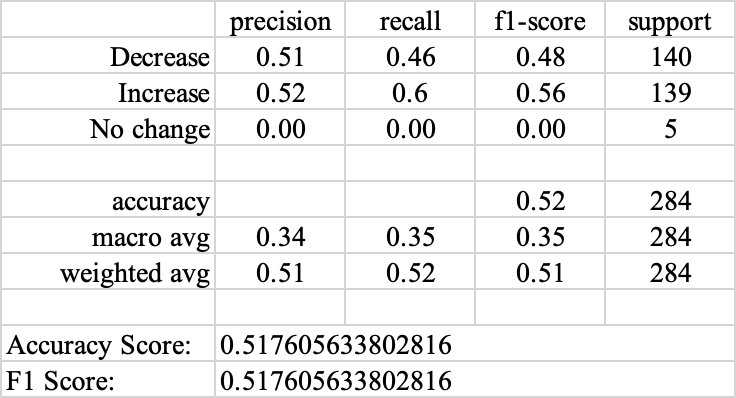 precision recall f1-score support
Decrease 0.51 0.46 0.48 140
Increase 0.52 0.6 0.56 139
No change 0.00 0.00 0.00 5
accuracy 0.52 284
macro avg 0.34 0.35 0.35 284
weighted avg 0.51 0.52 0.51 284
Accuracy Score: 0.517605633802816
F1 Score: 0.517605633802816